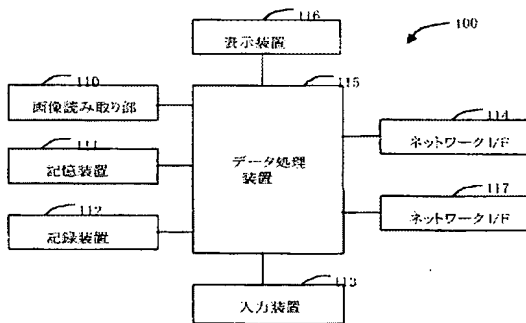 116
表示装置
100
110
画像読み取り部
115
111
記憶装置
データ処理
装置
114
ネットワークI/F
112
記録装置
117
ネットワークI/F
113
入力装置